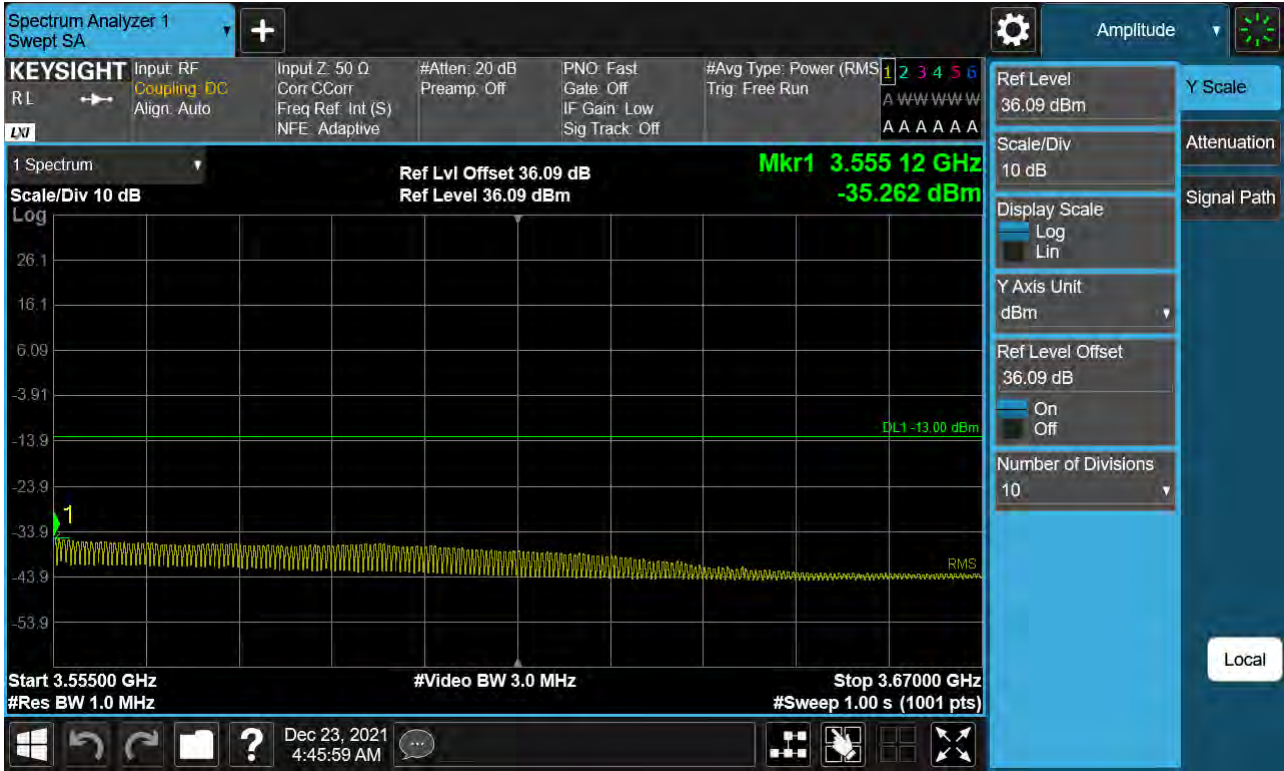 Spectrum Analyzer 1
Swept SA
+
Amplitude
KEYSIGHT
RL
LXI
Input: RF
Coupling: DC
Align: Auto
Input Z: 50 Ω
Corr CCorr
Freq Ref: Int (S)
NFE: Adaptive
#Atten: 20 dB
Preamp: Off
PNO: Fast
Gate: Off
IF Gain: Low
Sig Track: Off
#Avg Type: Power (RMS
Trig: Free Run
1 2 3 4 5 6
A W W W W W
A A A A A A
1 Spectrum
Scale/Div 10 dB
Log
Ref Lvl Offset 36.09 dB
Ref Level 36.09 dBm
Mkr1 3.555 12 GHz
-35.262 dBm
26.1
16.1
6.09
-3.91
DL1 -13.00 dBm
-13.9
-23.9
1
-33.9
RMS
-43.9
-53.9
Start 3.55500 GHz
#Video BW 3.0 MHz
Stop 3.67000 GHz
#Res BW 1.0 MHz
#Sweep 1.00 s (1001 pts)
?
Dec 23, 2021
4:45:59 AM
Ref Level
36.09 dBm
Scale/Div
10 dB
Display Scale
Log
Lin
Y Axis Unit
dBm
Ref Level Offset
36.09 dB
On
Off
Number of Divisions
10
Y Scale
Attenuation
Signal Path
Local